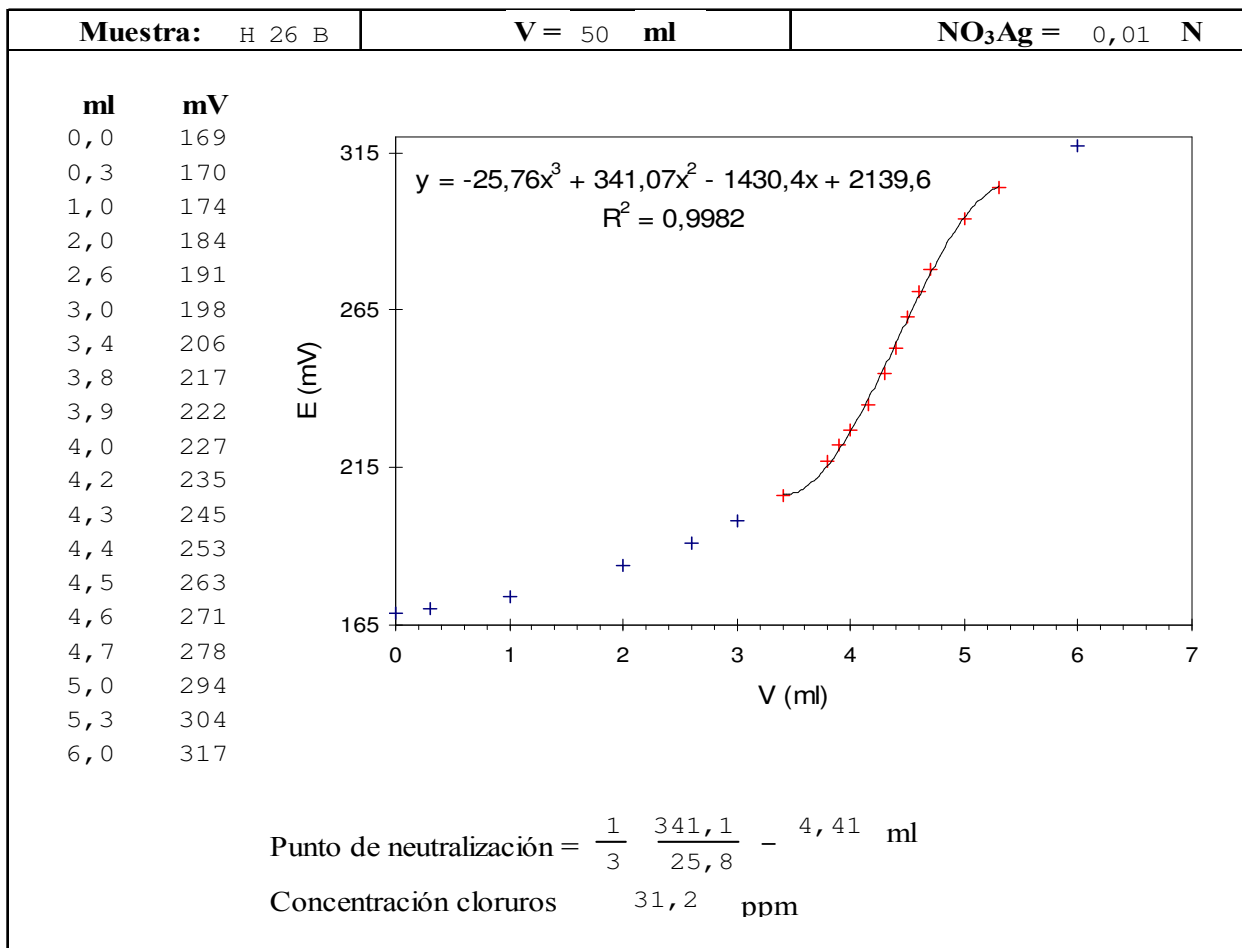 Muestra: H 26 B V = 50 ml NO₃Ag = 0,01 N
ml mV
0,0 169
0,3 170
1,0 174
2,0 184
2,6 191
3,0 198
3,4 206
3,8 217
3,9 222
4,0 227
4,2 235
4,3 245
4,4 253
4,5 263
4,6 271
4,7 278
5,0 294
5,3 304
6,0 317
y = -25,76x³ + 341,07x² - 1430,4x + 2139,6
R² = 0,9982
315
265
215
165
E (mV)
0 1 2 3 4 5 6 7
V (ml)
Punto de neutralización = 1/3 341,1/25,8 – 4,41 ml
Concentración cloruros 31,2 ppm